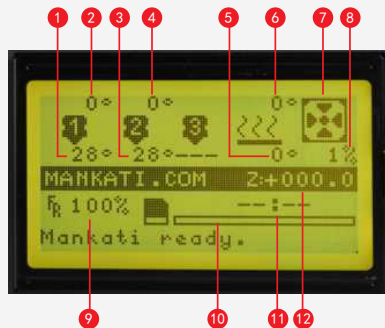 1 2 3 4 5 6 7 8
0° 0° 0°
1 2 3
28° 28° --- 0° 1%
MANKATI.COM Z:+000.0
FR 100% --:--
Mankati ready.
9 10 11 12